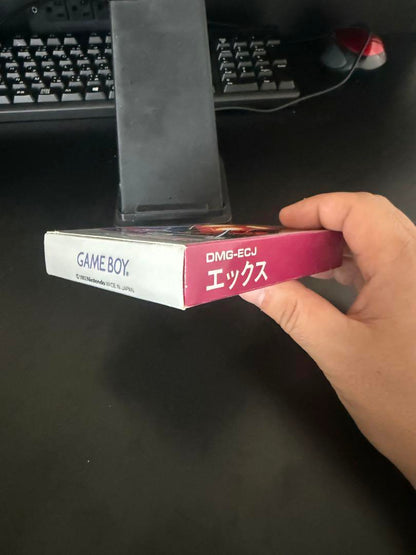 GAME BOY
© 1992 Nintendo MADE IN JAPAN
DMG-ECJ
エックス